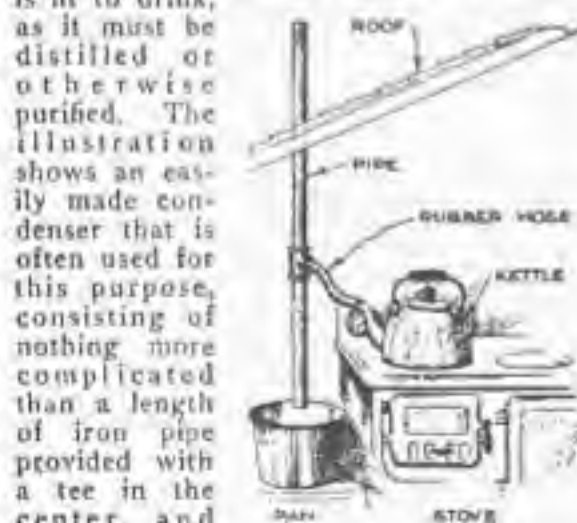 is fit to drink,
as it must be
distilled or
otherwise
purified. The
illustration
shows an eas-
ily made con-
denser that is
often used for
this purpose,
consisting of
nothing more
complicated
than a length
of iron pipe
provided with
a tee in the
center, and
ROOF
PIPE
RUBBER HOSE
KETTLE
PAN
STOVE